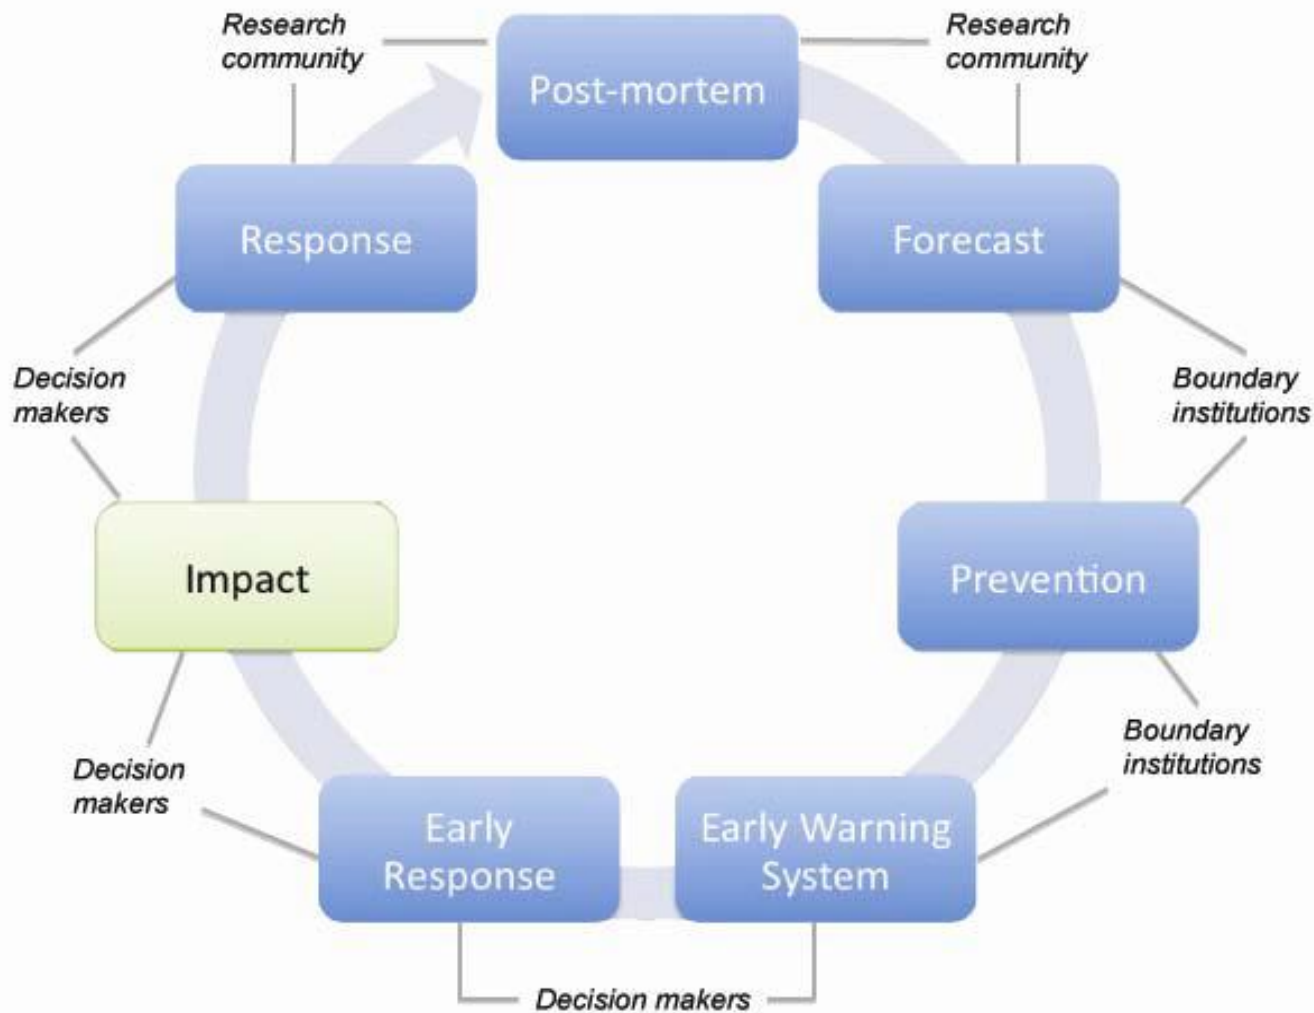 Research
community
Post-mortem
Research
community
Response
Forecast
Decision
makers
Boundary
institutions
Impact
Prevention
Decision
makers
Boundary
institutions
Early
Response
Early Warning
System
Decision makers